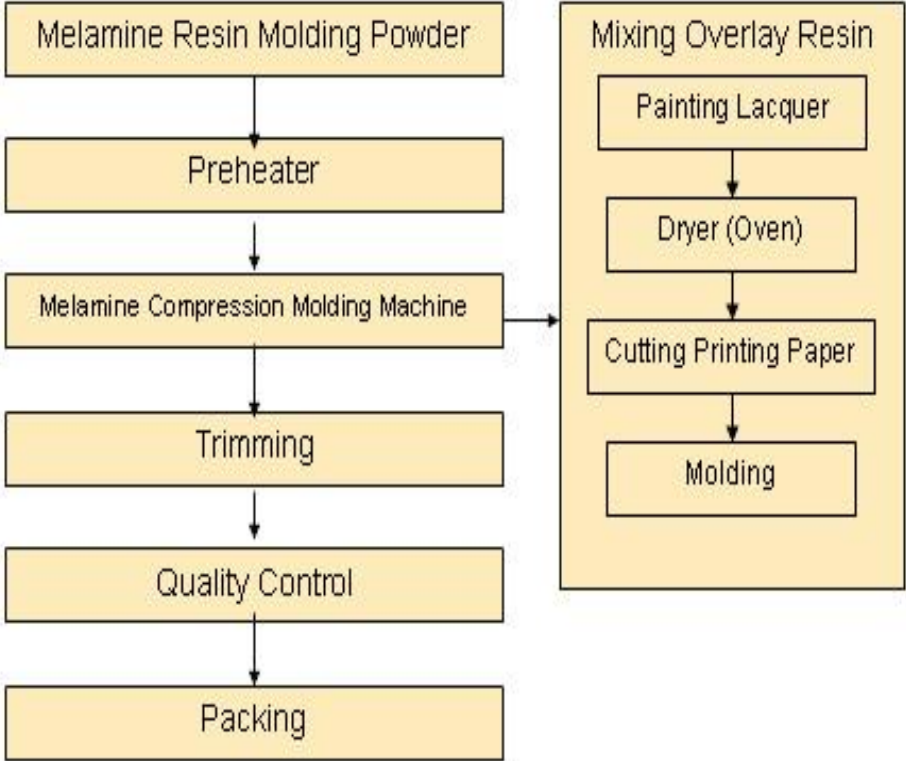 Melamine Resin Molding Powder
Preheater
Melamine Compression Molding Machine
Trimming
Quality Control
Packing
Mixing Overlay Resin
Painting Lacquer
Dryer (Oven)
Cutting Printing Paper
Molding